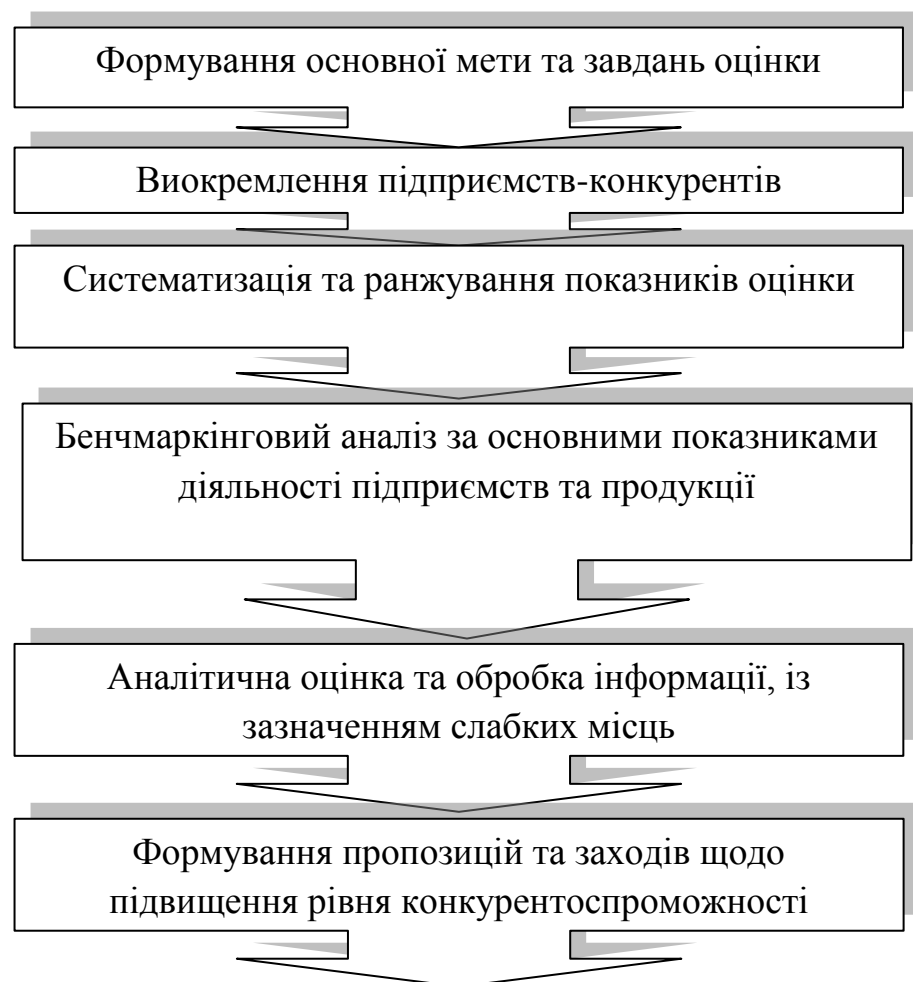 Формування основної мети та завдань оцінки
Виокремлення підприємств-конкурентів
Систематизація та ранжування показників оцінки
Бенчмаркінговий аналіз за основними показниками
діяльності підприємств та продукції
Аналітична оцінка та обробка інформації, із
зазначенням слабких місць
Формування пропозицій та заходів щодо
підвищення рівня конкурентоспроможності